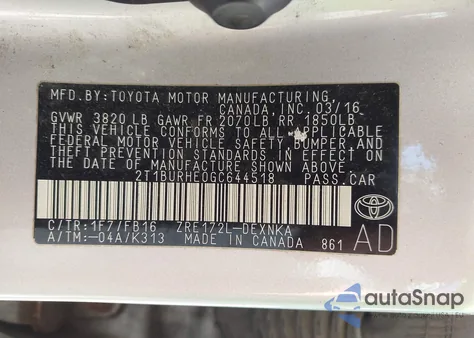 MFD.BY:TOYOTA MOTOR MANUFACTURING,
CANADA, INC. 03/16
GVWR 3820 LB GAWR FR 2070LB RR 1850LB
THIS VEHICLE CONFORMS TO ALL APPLICABLE
FEDERAL MOTOR VEHICLE SAFETY, BUMPER, AND
THEFT PREVENTION STANDARDS IN EFFECT ON
THE DATE OF MANUFACTURE SHOWN ABOVE.
2T1BURHE0GC644518 PASS.CAR
C/TR:1F7/FB16 ZRE172L-DEXNKA
A/TM:-04A/K313 MADE IN CANADA 861
TOYOTA
AD
autoSnap